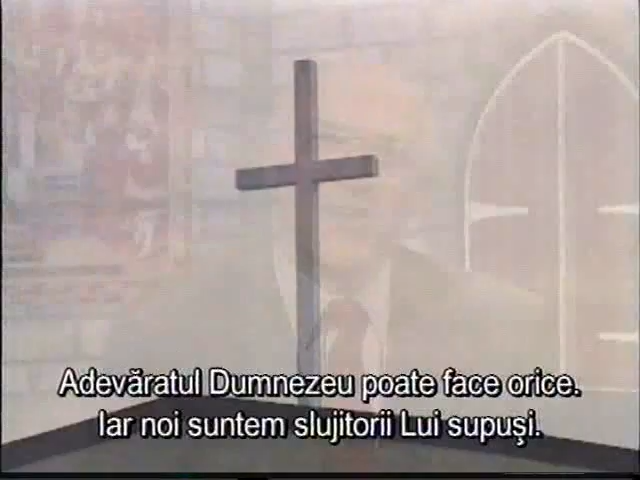 Adevăratul Dumnezeu poate face orice.
Iar noi suntem slujitorii Lui supuşi.